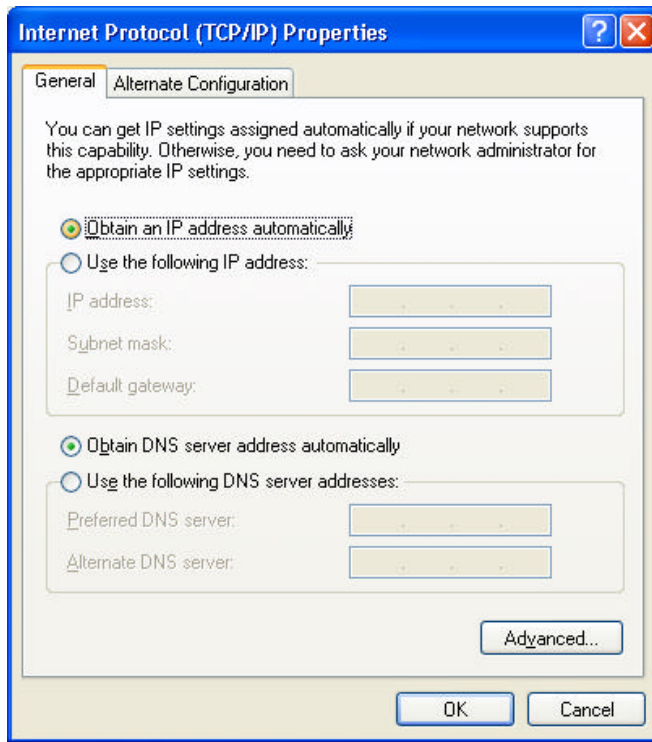 Internet Protocol (TCP/IP) Properties
General
Alternate Configuration
You can get IP settings assigned automatically if your network supports
this capability. Otherwise, you need to ask your network administrator for
the appropriate IP settings.
Obtain an IP address automatically
Use the following IP address:
IP address:
Subnet mask:
Default gateway:
Obtain DNS server address automatically
Use the following DNS server addresses:
Preferred DNS server:
Alternate DNS server:
Advanced...
OK
Cancel